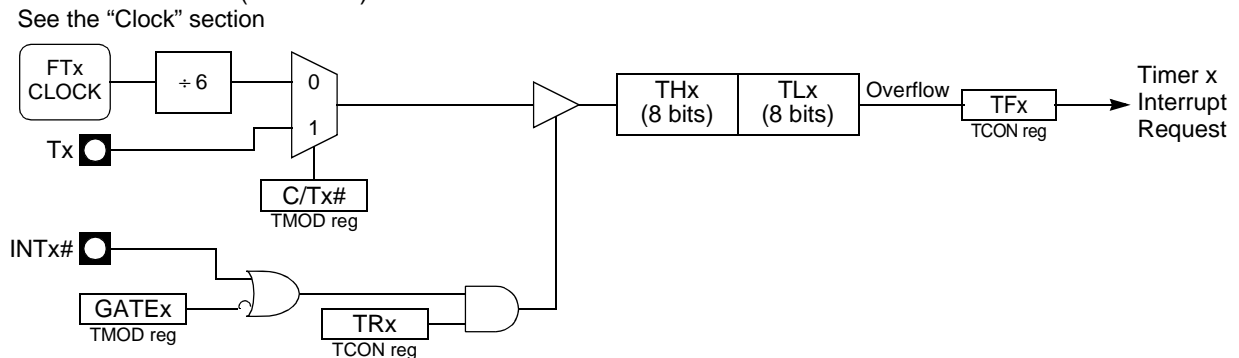 See the “Clock” section
FTx
CLOCK
÷ 6
0
1
Tx
C/Tx#
TMOD reg
THx
(8 bits)
TLx
(8 bits)
Overflow
TFx
TCON reg
Timer x
Interrupt
Request
INTx#
GATEx
TMOD reg
TRx
TCON reg